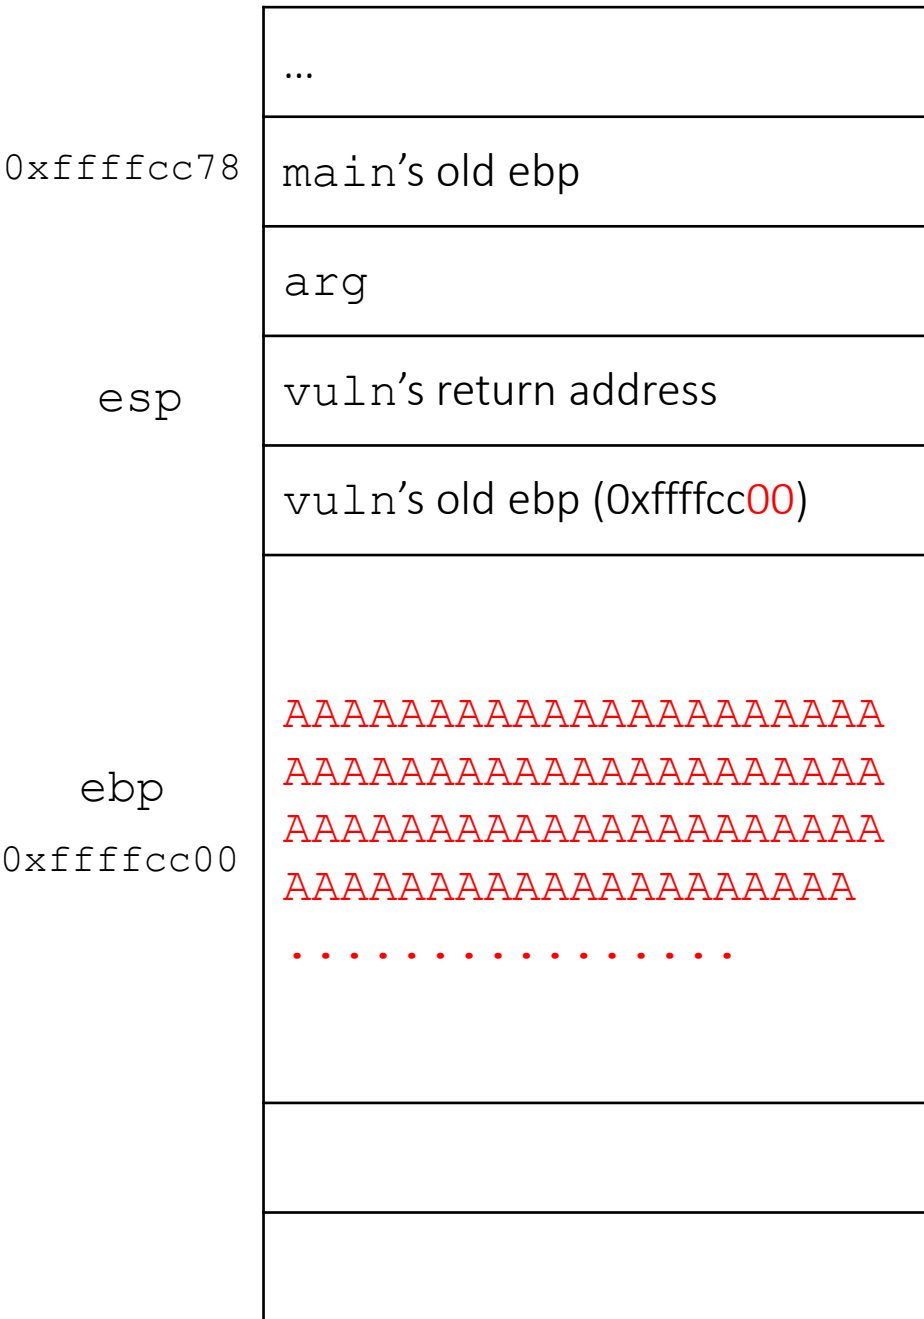 …
0xffffcc78 main’s old ebp
arg
esp vuln’s return address
vuln’s old ebp (0xffffcc00)
AAAAAAAAAAAAAAAAAAAAA
ebp AAAAAAAAAAAAAAAAAAAAA
AAAAAAAAAAAAAAAAAAAAA
0xffffcc00 AAAAAAAAAAAAAAAAAAAA
................